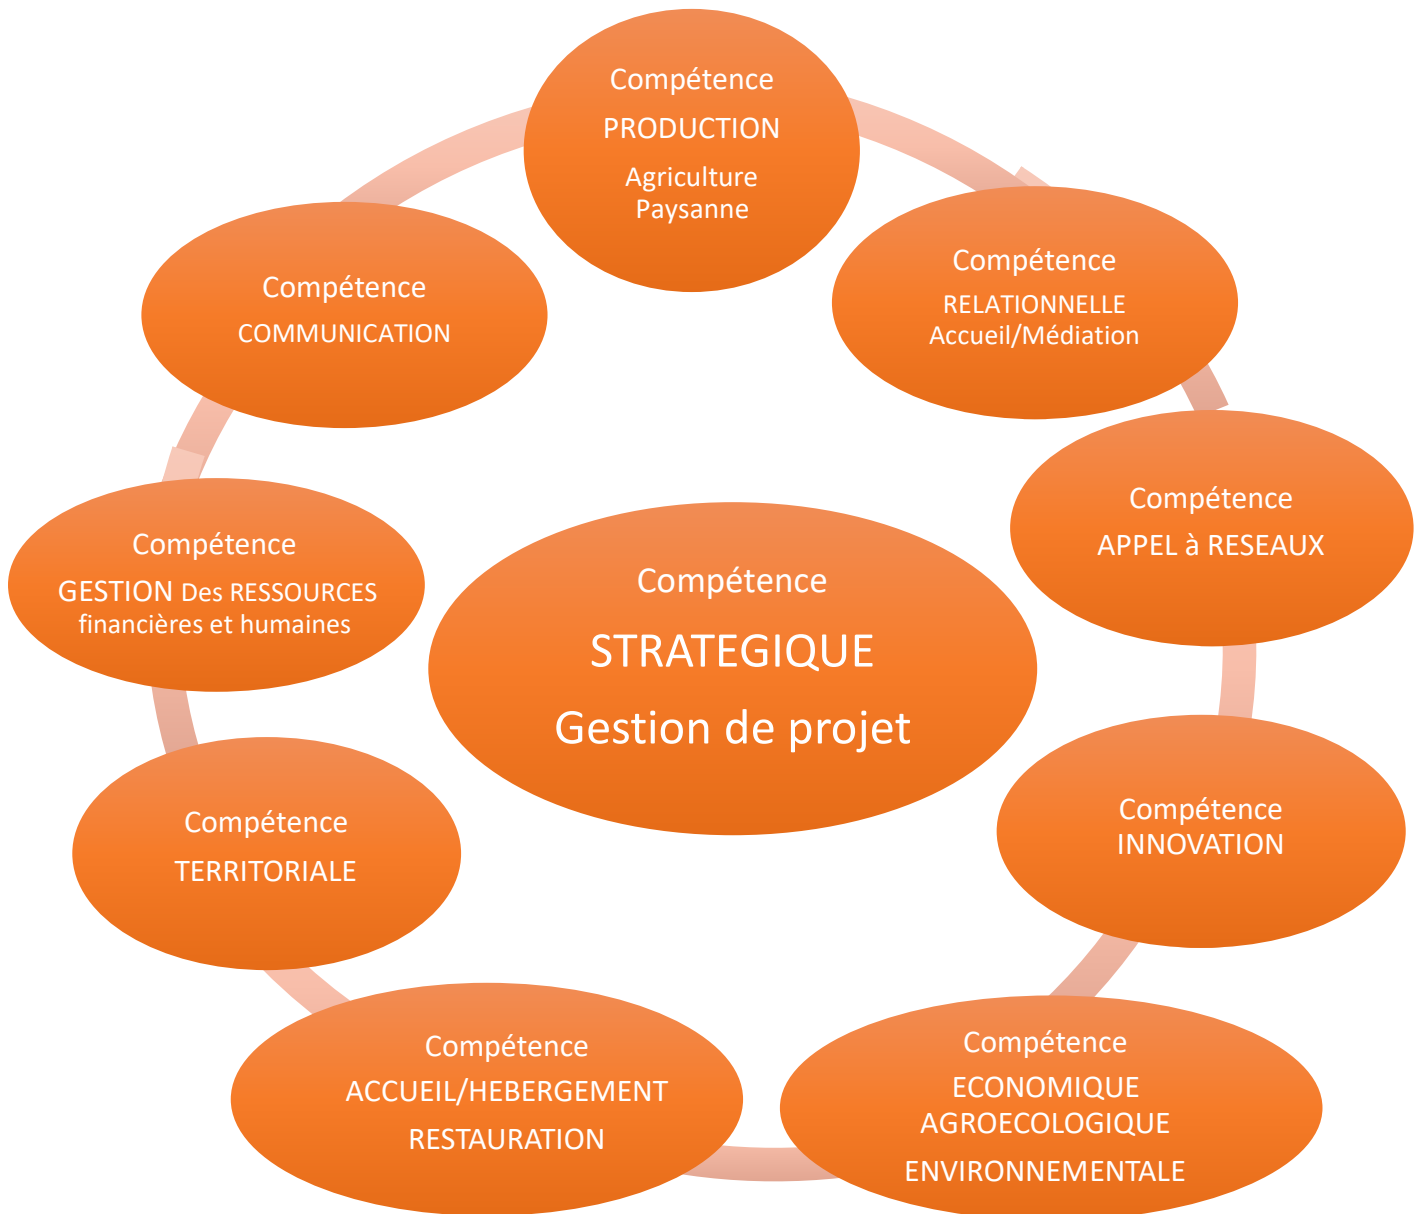 Compétence
PRODUCTION
Agriculture
Paysanne
Compétence
RELATIONNELLE
Accueil/Médiation
Compétence
APPEL à RESEAUX
Compétence
INNOVATION
Compétence
ECONOMIQUE
AGROECOLOGIQUE
ENVIRONNEMENTALE
Compétence
ACCUEIL/HEBERGEMENT
RESTAURATION
Compétence
TERRITORIALE
Compétence
GESTION Des RESSOURCES
financières et humaines
Compétence
COMMUNICATION
Compétence
STRATEGIQUE
Gestion de projet